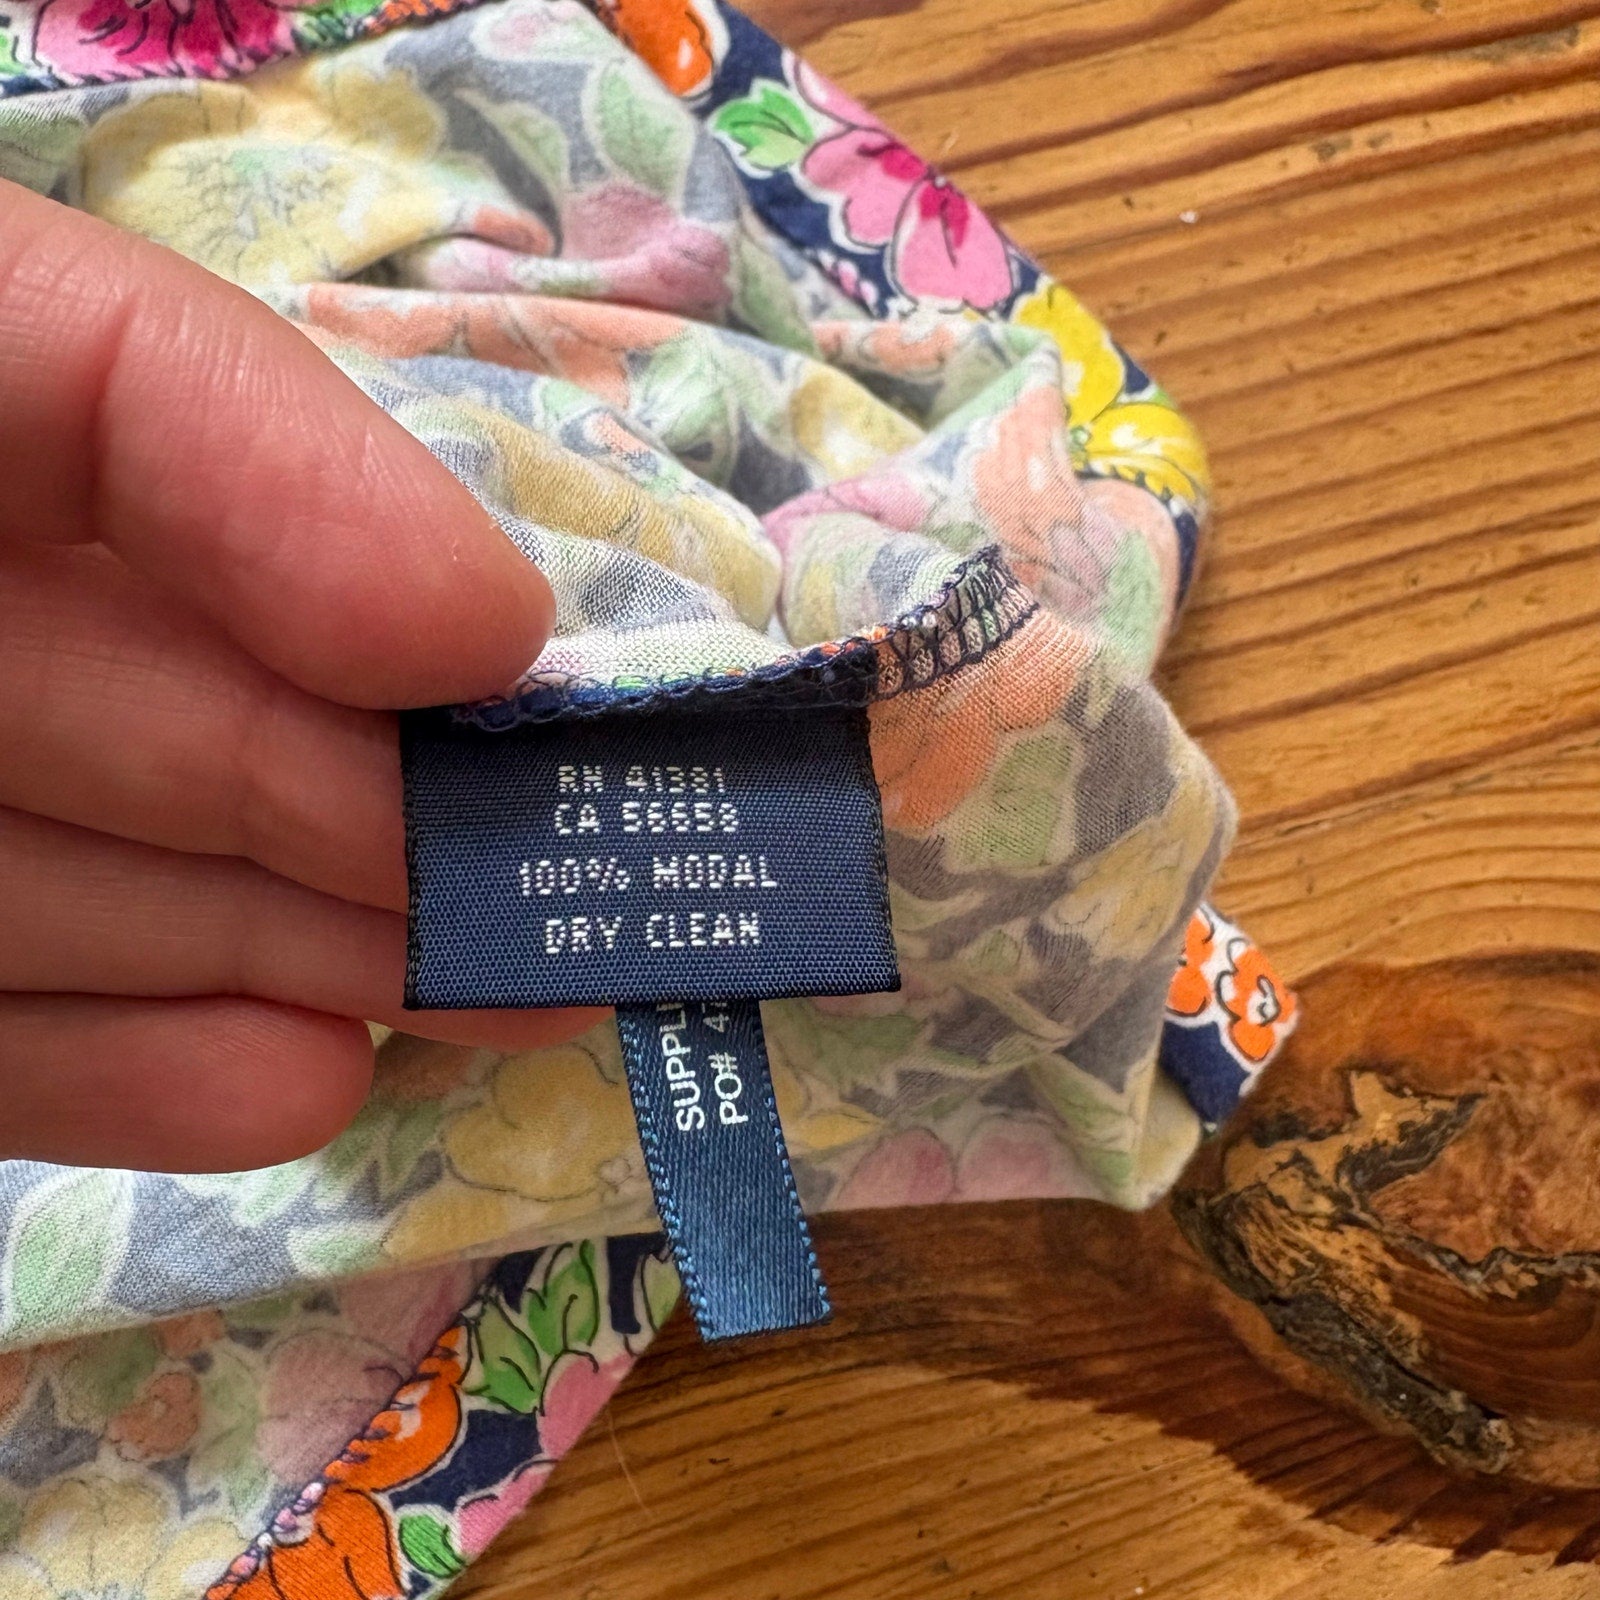 RN 41381
CA 56658
100% MODAL
DRY CLEAN
PO#